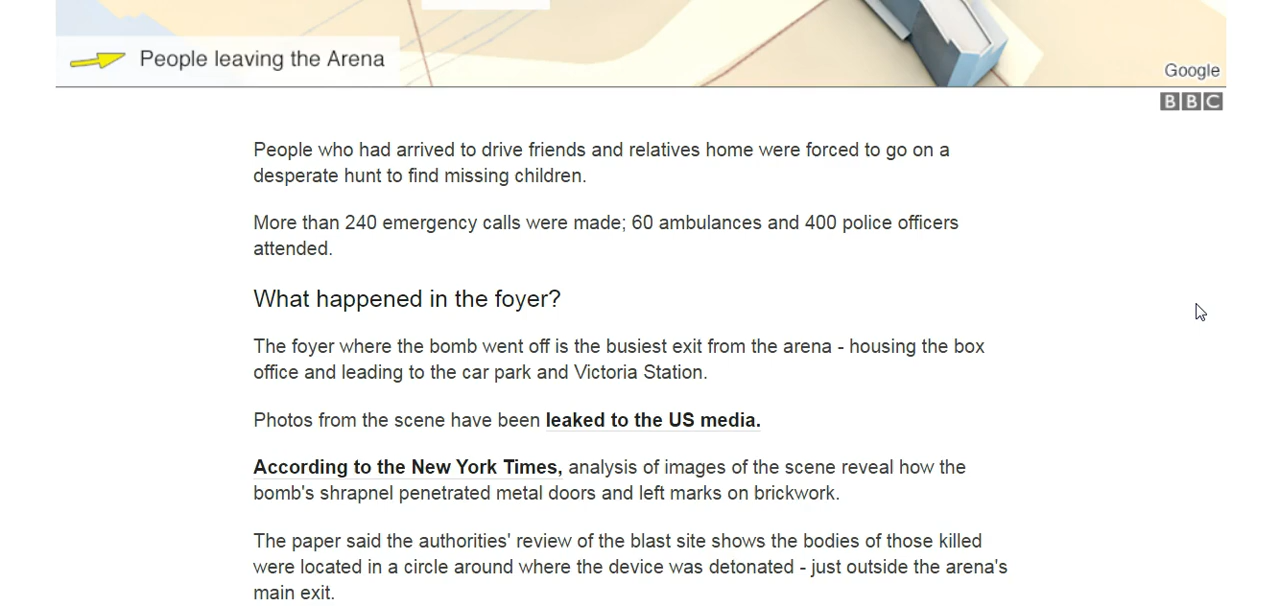 People leaving the Arena
Google
BBC
People who had arrived to drive friends and relatives home were forced to go on a
desperate hunt to find missing children.
More than 240 emergency calls were made; 60 ambulances and 400 police officers
attended.
What happened in the foyer?
The foyer where the bomb went off is the busiest exit from the arena - housing the box
office and leading to the car park and Victoria Station.
Photos from the scene have been leaked to the US media.
According to the New York Times, analysis of images of the scene reveal how the
bomb's shrapnel penetrated metal doors and left marks on brickwork.
The paper said the authorities' review of the blast site shows the bodies of those killed
were located in a circle around where the device was detonated - just outside the arena's
main exit.